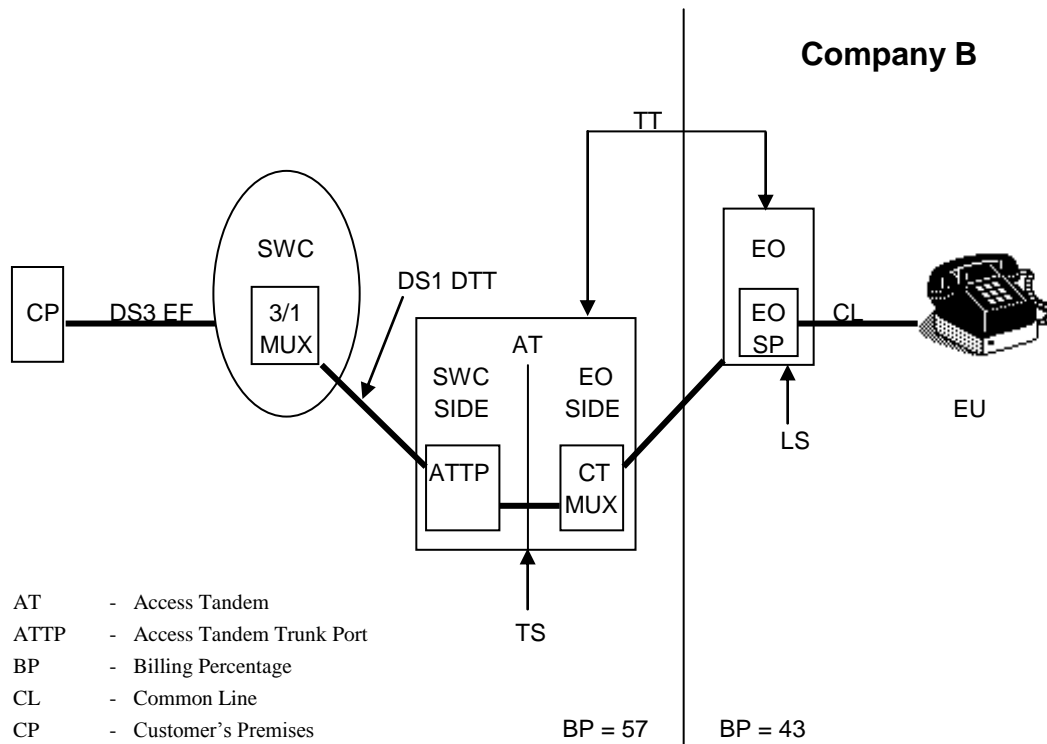 Company B
TT
SWC
EO
DS1 DTT
CP
DS3 EF
3/1
MUX
EO
SP
CL
AT
SWC
SIDE
EO
SIDE
EU
LS
ATTP
CT
MUX
TS
AT - Access Tandem
ATTP - Access Tandem Trunk Port
BP - Billing Percentage
CL - Common Line
CP - Customer's Premises
BP = 57
BP = 43